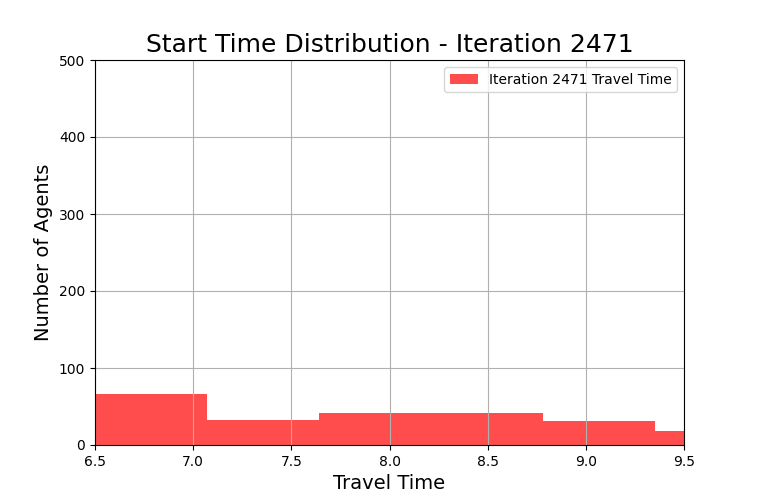 Start Time Distribution - Iteration 2471
Iteration 2471 Travel Time
Number of Agents
500
400
300
200
100
0
6.5 7.0 7.5 8.0 8.5 9.0 9.5
Travel Time